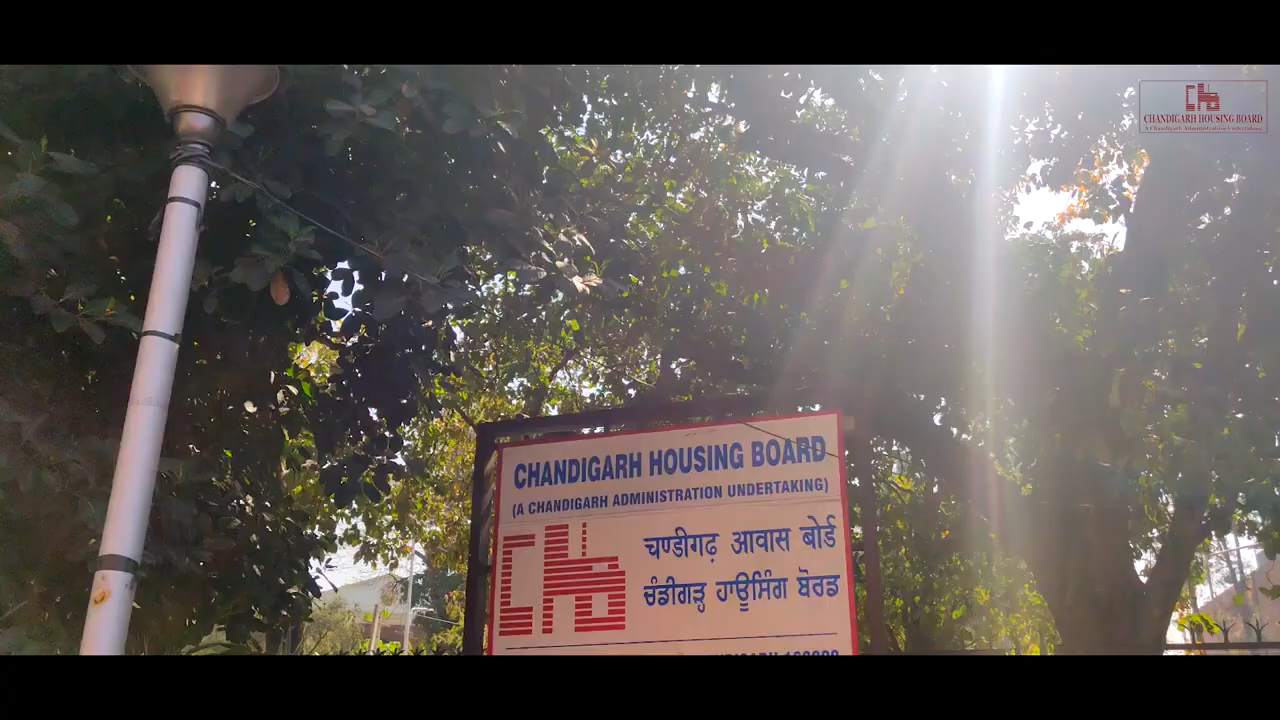 CHANDIGARH HOUSING BOARD
A Chandigarh Administration Undertaking
CHANDIGARH HOUSING BOARD
(A CHANDIGARH ADMINISTRATION UNDERTAKING)
चण्डीगढ़ आवास बोर्ड
ਚੰਡੀਗੜ੍ਹ ਹਾਊਸਿੰਗ ਬੋਰਡ